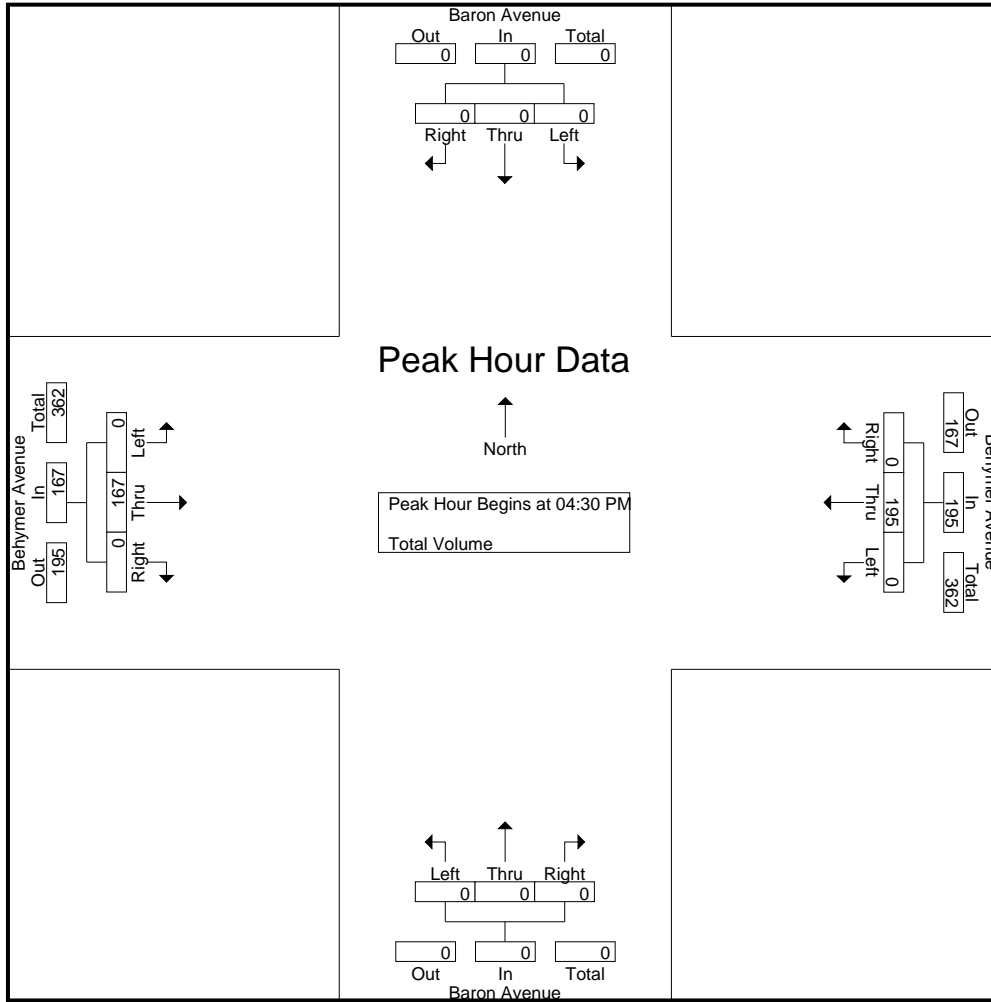 Baron Avenue
Out In Total
0 0 0
0 0 0
Right Thru Left
Peak Hour Data
North
Peak Hour Begins at 04:30 PM
Total Volume
Behymer Avenue
Total In Out
362 167 195
0 167 0
Left Thru Right
Behymer Avenue
Out In Total
167 195 362
0 195 0
Right Thru Left
Left Thru Right
0 0 0
0 0 0
Out In Total
Baron Avenue